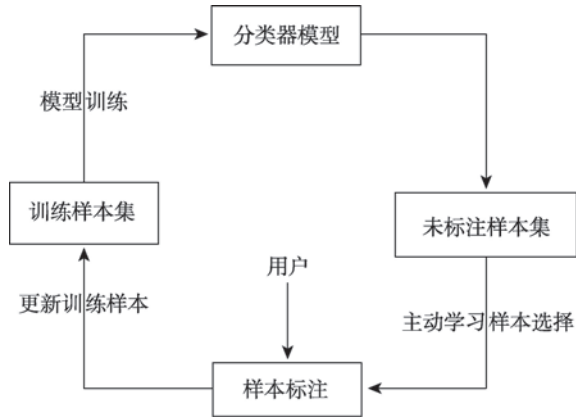 分类器模型
模型训练
训练样本集
未标注样本集
用户
更新训练样本
主动学习样本选择
样本标注